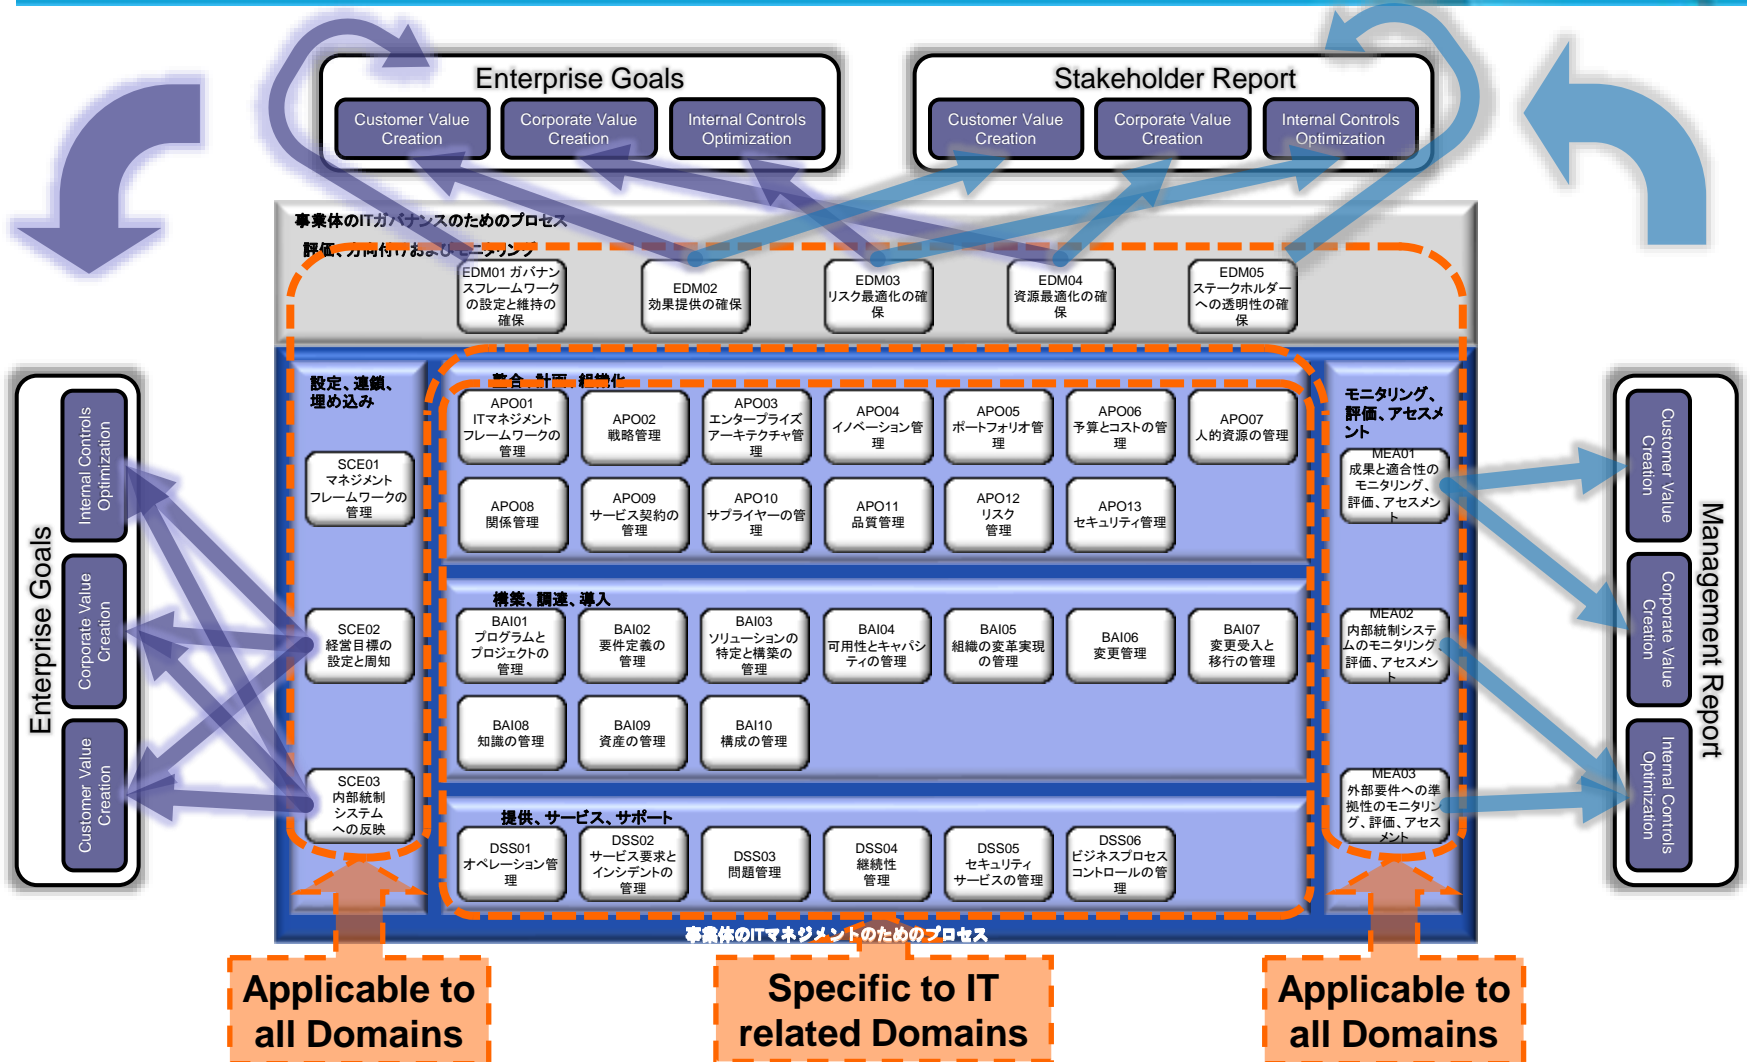 Enterprise Goals
Customer Value
Creation
Corporate Value
Creation
Internal Controls
Optimization
Stakeholder Report
Customer Value
Creation
Corporate Value
Creation
Internal Controls
Optimization
事業体のITガバナンスのためのプロセス
評価、方向付けおよびモニタリング
EDM01 ガバナン
スフレームワーク
の設定と維持の
確保
EDM02
効果提供の確保
EDM03
リスク最適化の確
保
EDM04
資源最適化の確
保
EDM05
ステークホルダー
への透明性の確
保
Enterprise Goals
Internal Controls
Optimization
Corporate Value
Creation
Customer Value
Creation
設定、連鎖、
埋め込み
SCE01
マネジメント
フレームワークの
管理
SCE02
経営目標の
設定と周知
SCE03
内部統制
システム
への反映
整合、計画、組織化
APO01
ITマネジメント
フレームワークの
管理
APO02
戦略管理
APO03
エンタープライズ
アーキテクチャ管
理
APO04
イノベーション管
理
APO05
ポートフォリオ管
理
APO06
予算とコストの管
理
APO07
人的資源の管理
APO08
関係管理
APO09
サービス契約の
管理
APO10
サプライヤーの管
理
APO11
品質管理
APO12
リスク
管理
APO13
セキュリティ管理
構築、調達、導入
BAI01
プログラムと
プロジェクトの
管理
BAI02
要件定義の
管理
BAI03
ソリューションの
特定と構築の
管理
BAI04
可用性とキャパシ
ティの管理
BAI05
組織の変革実現
の管理
BAI06
変更管理
BAI07
変更受入と
移行の管理
BAI08
知識の管理
BAI09
資産の管理
BAI10
構成の管理
提供、サービス、サポート
DSS01
オペレーション管
理
DSS02
サービス要求と
インシデントの
管理
DSS03
問題管理
DSS04
継続性
管理
DSS05
セキュリティ
サービスの管理
DSS06
ビジネスプロセス
コントロールの管
理
モニタリング、
評価、アセスメ
ント
MEA01
成果と適合性の
モニタリング、
評価、アセスメン
ト
MEA02
内部統制システ
ムのモニタリング、
評価、アセスメン
ト
MEA03
外部要件への準
拠性のモニタリン
グ、評価、アセス
メント
Management Report
Customer Value
Creation
Corporate Value
Creation
Internal Controls
Optimization
事業体のITマネジメントのためのプロセス
Applicable to
all Domains
Specific to IT
related Domains
Applicable to
all Domains